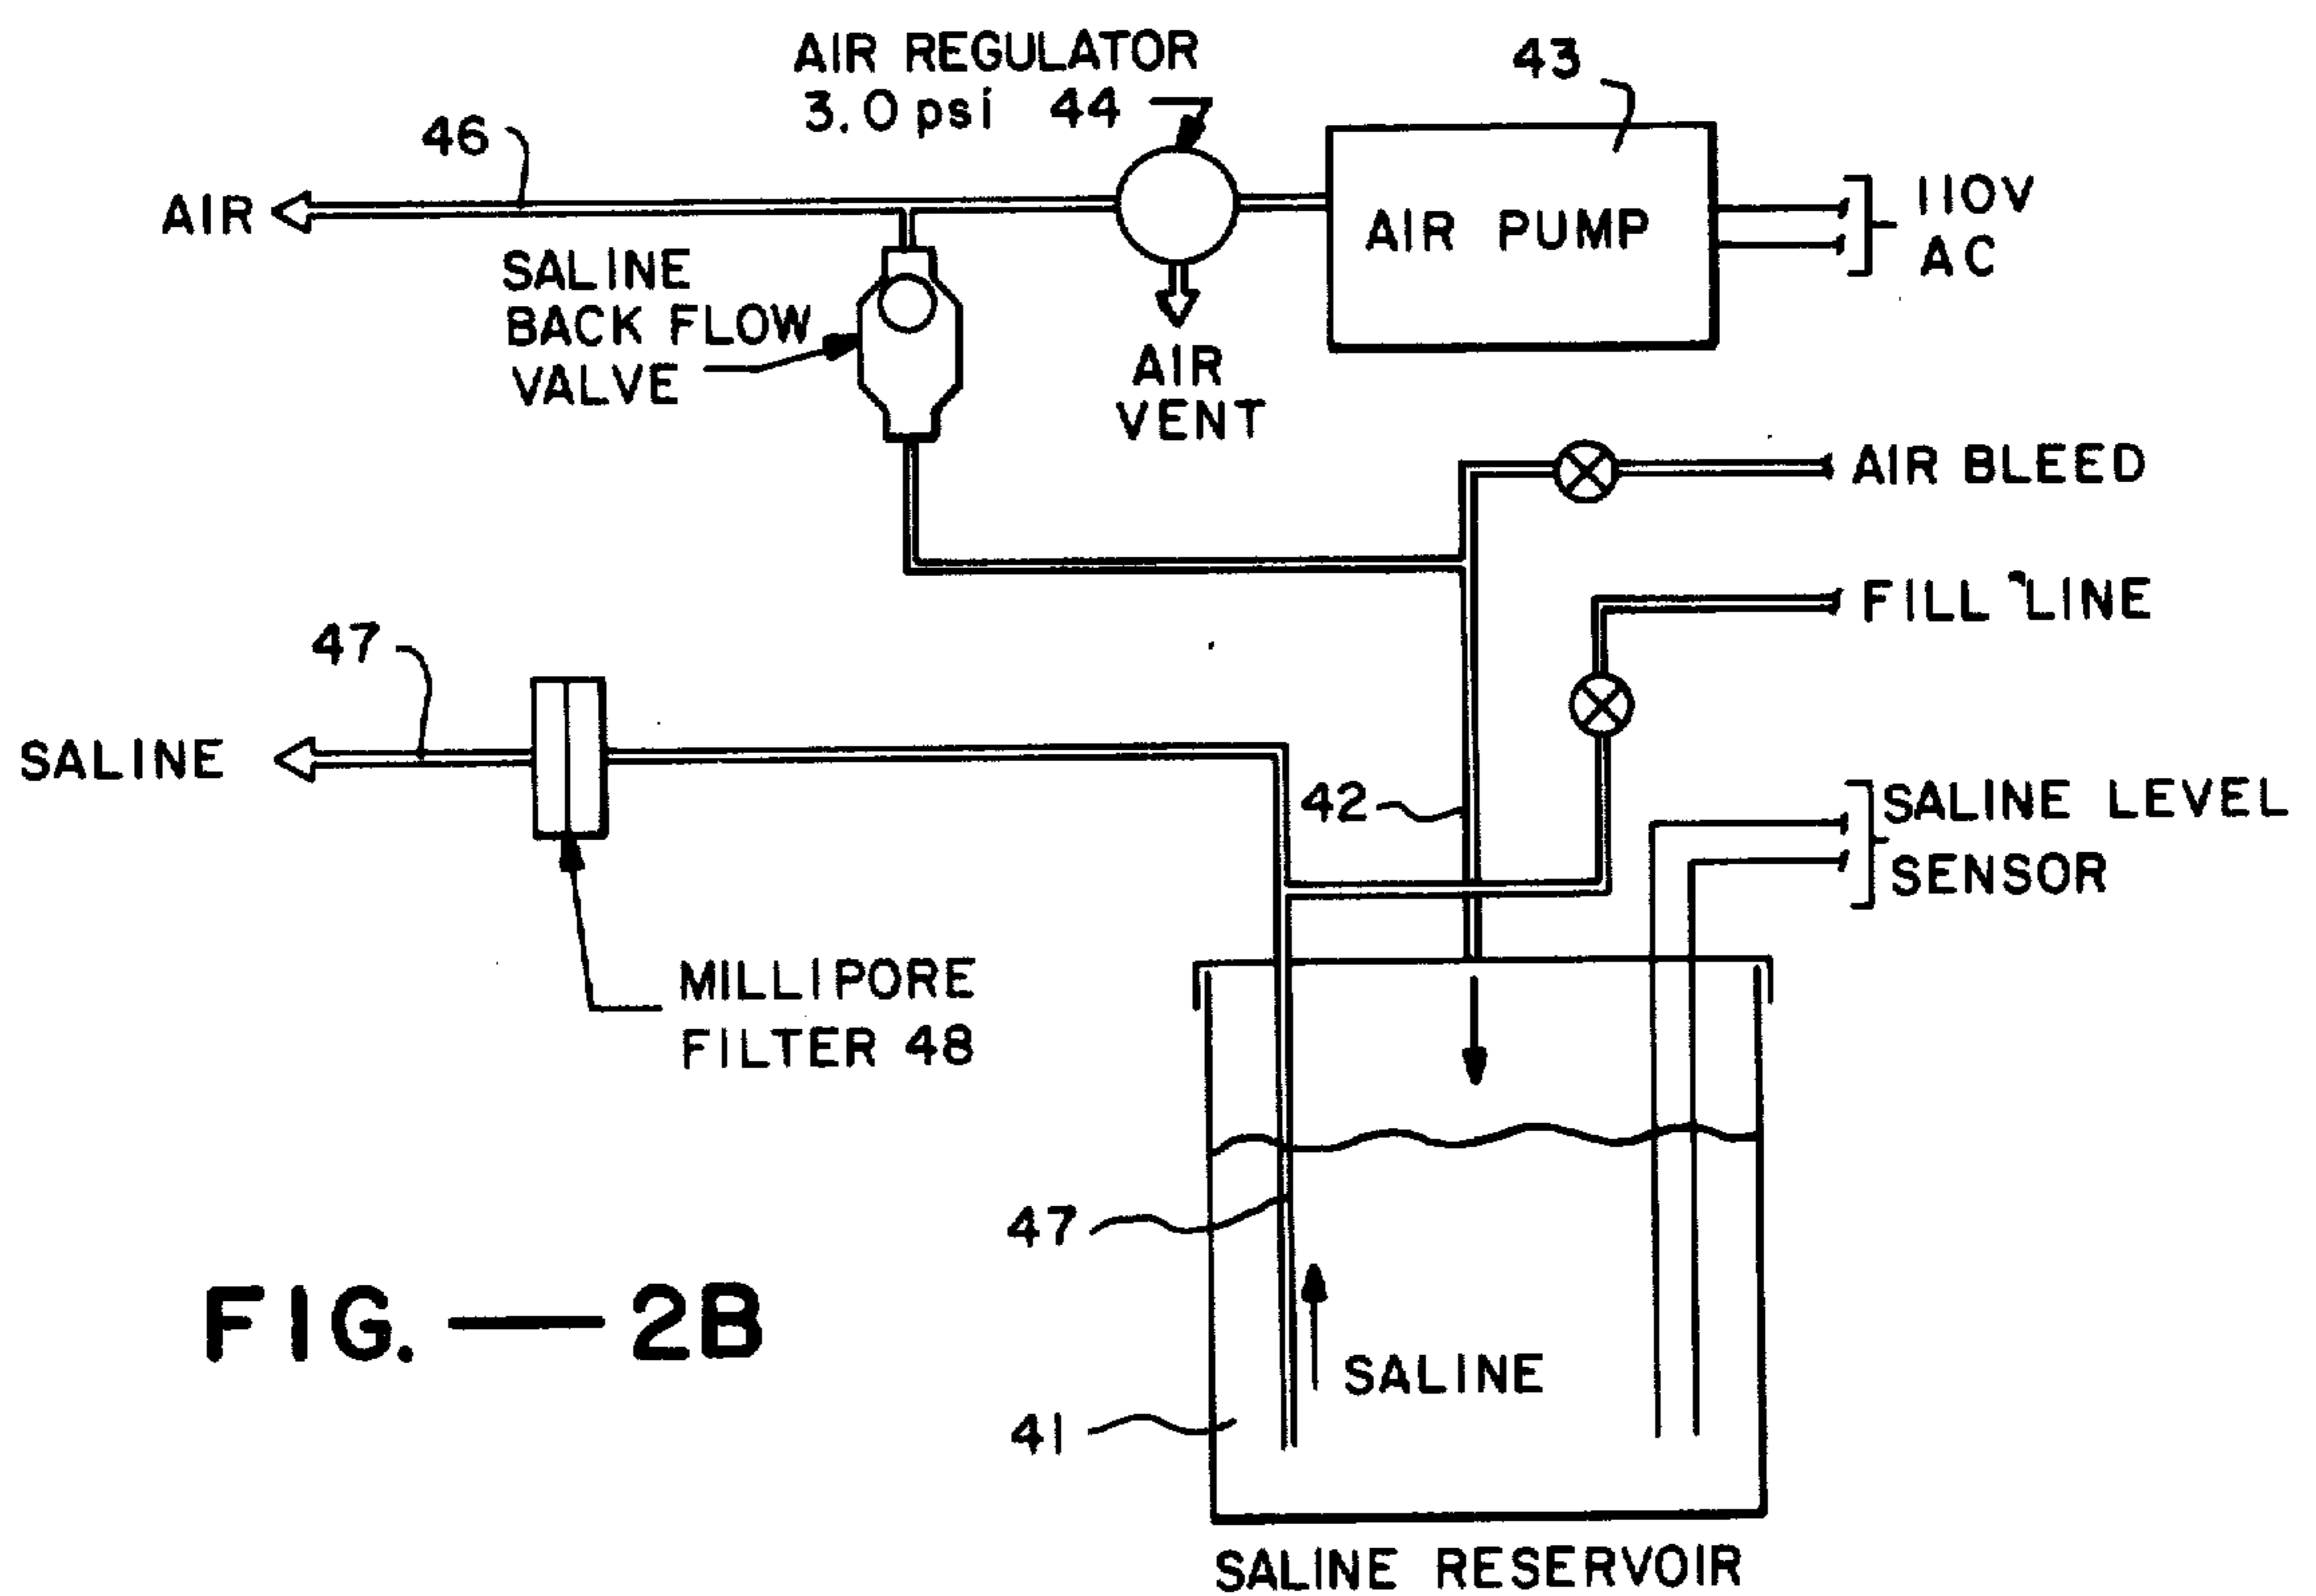 AIR REGULATOR
3.0 psi 44
43
46
AIR
110V
AC
AIR PUMP
SALINE
BACK FLOW
VALVE
AIR
VENT
AIR BLEED
FILL LINE
47
SALINE
42
SALINE LEVEL
SENSOR
MILLIPORE
FILTER 48
47
SALINE
41
FIG.—2B
SALINE RESERVOIR